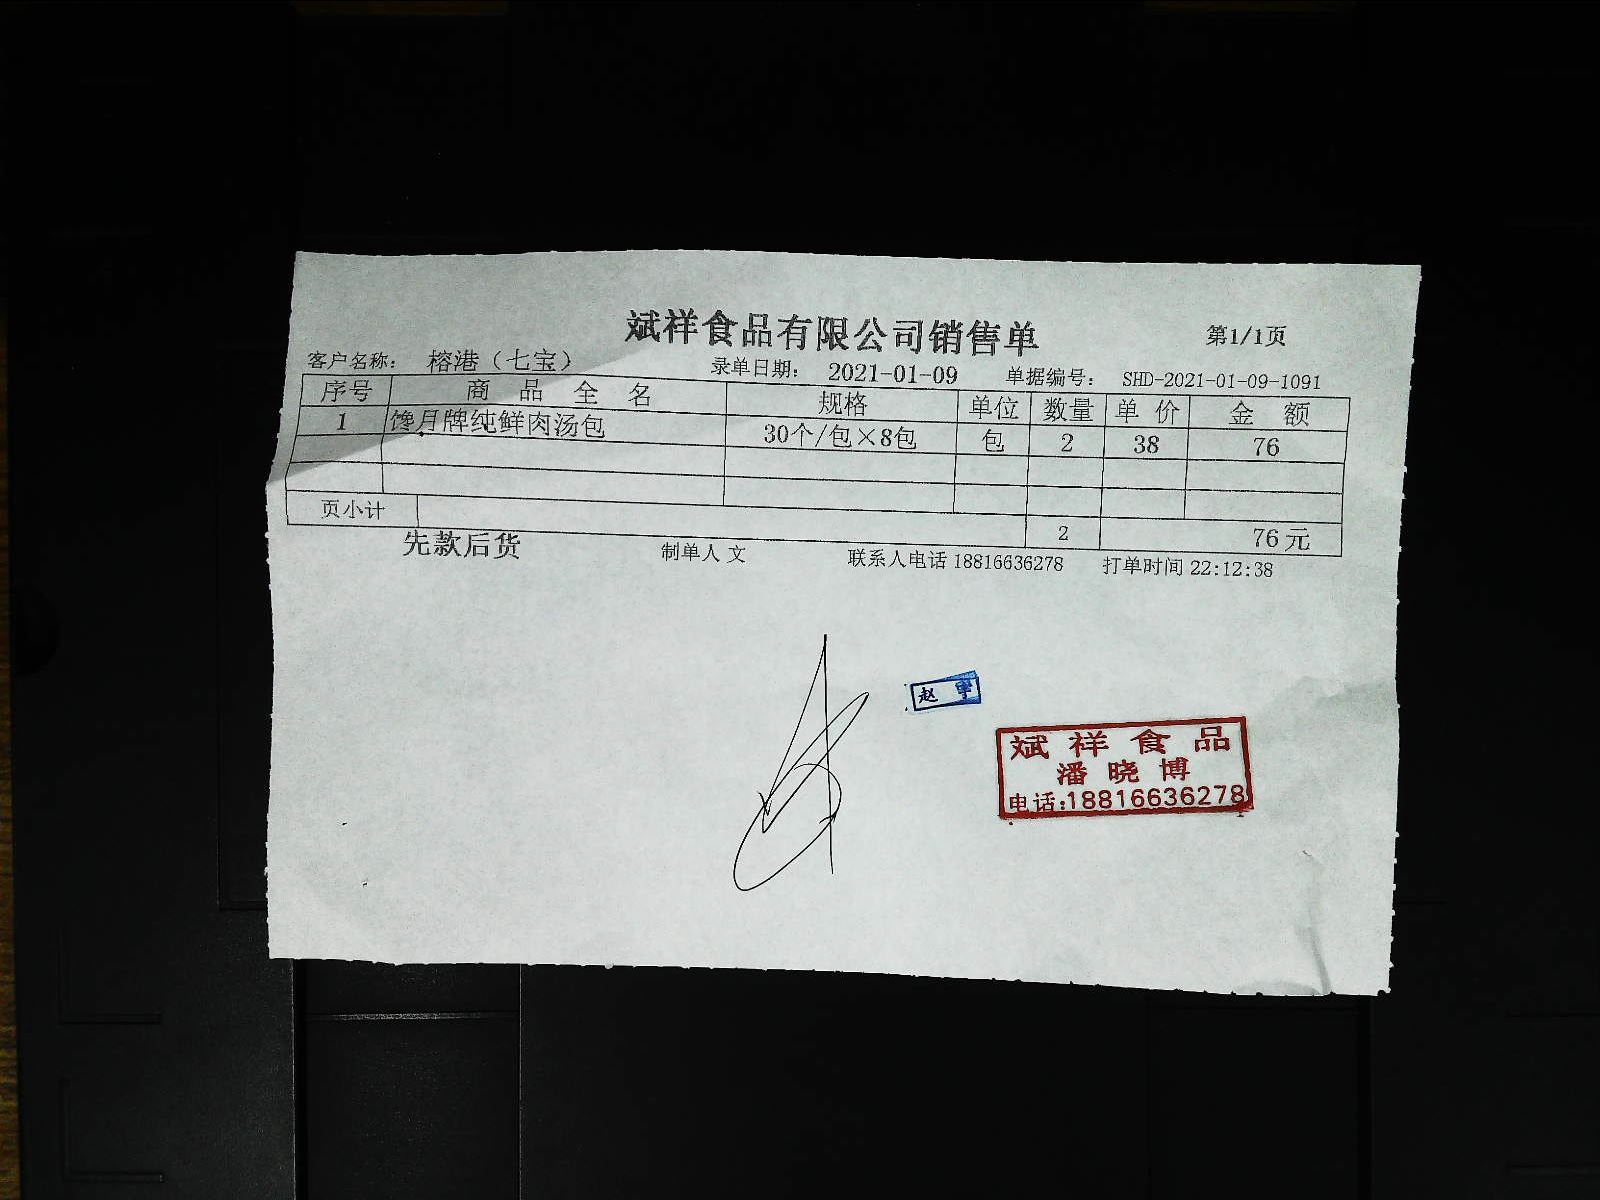 斌祥食品有限公司销售单 第1/1页
客户名称： 榕港（七宝） 录单日期： 2021-01-09 单据编号： SHD-2021-01-09-1091
序号 商品全名 规格 单位 数量 单价 金额
1 馋月牌纯鲜肉汤包 30个/包×8包 包 2 38 76
页小计 2 76元
先款后货 制单人 文 联系人电话 18816636278 打单时间 22:12:38
赵
斌祥食品
潘晓博
电话:18816636278